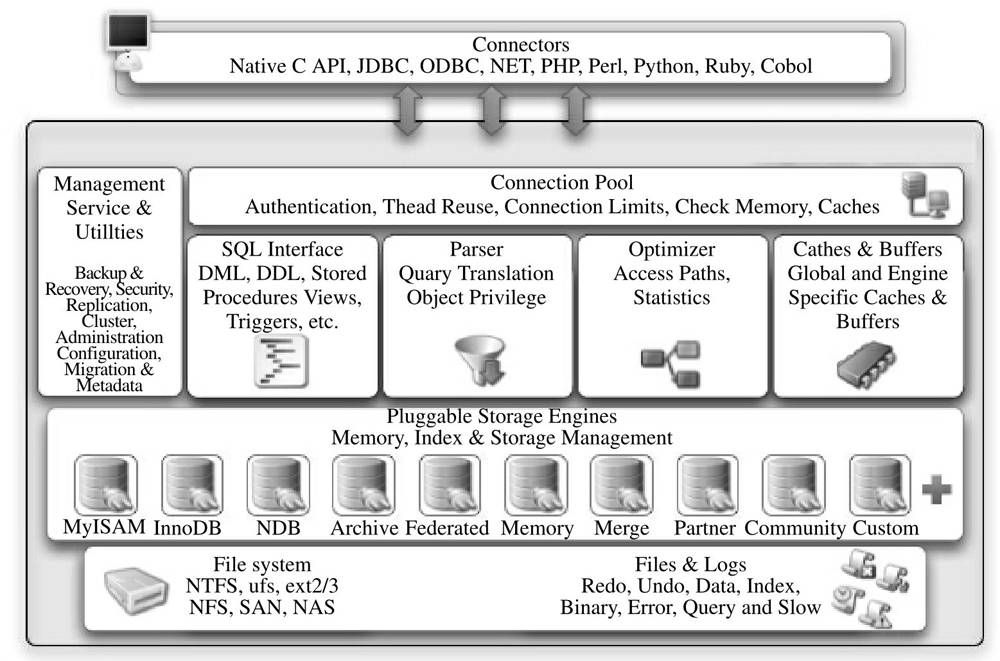 Connectors
Native C API, JDBC, ODBC, NET, PHP, Perl, Python, Ruby, Cobol
Management
Service &
Utillties
Backup &
Recovery, Security,
Replication,
Cluster,
Administration
Configuration,
Migration &
Metadata
Connection Pool
Authentication, Thead Reuse, Connection Limits, Check Memory, Caches
SQL Interface
DML, DDL, Stored
Procedures Views,
Triggers, etc.
Parser
Quary Translation
Object Privilege
Optimizer
Access Paths,
Statistics
Cathes & Buffers
Global and Engine
Specific Caches &
Buffers
Pluggable Storage Engines
Memory, Index & Storage Management
MyISAM
InnoDB
NDB
Archive
Federated
Memory
Merge
Partner
Community
Custom
File system
NTFS, ufs, ext2/3
NFS, SAN, NAS
Files & Logs
Redo, Undo, Data, Index,
Binary, Error, Query and Slow